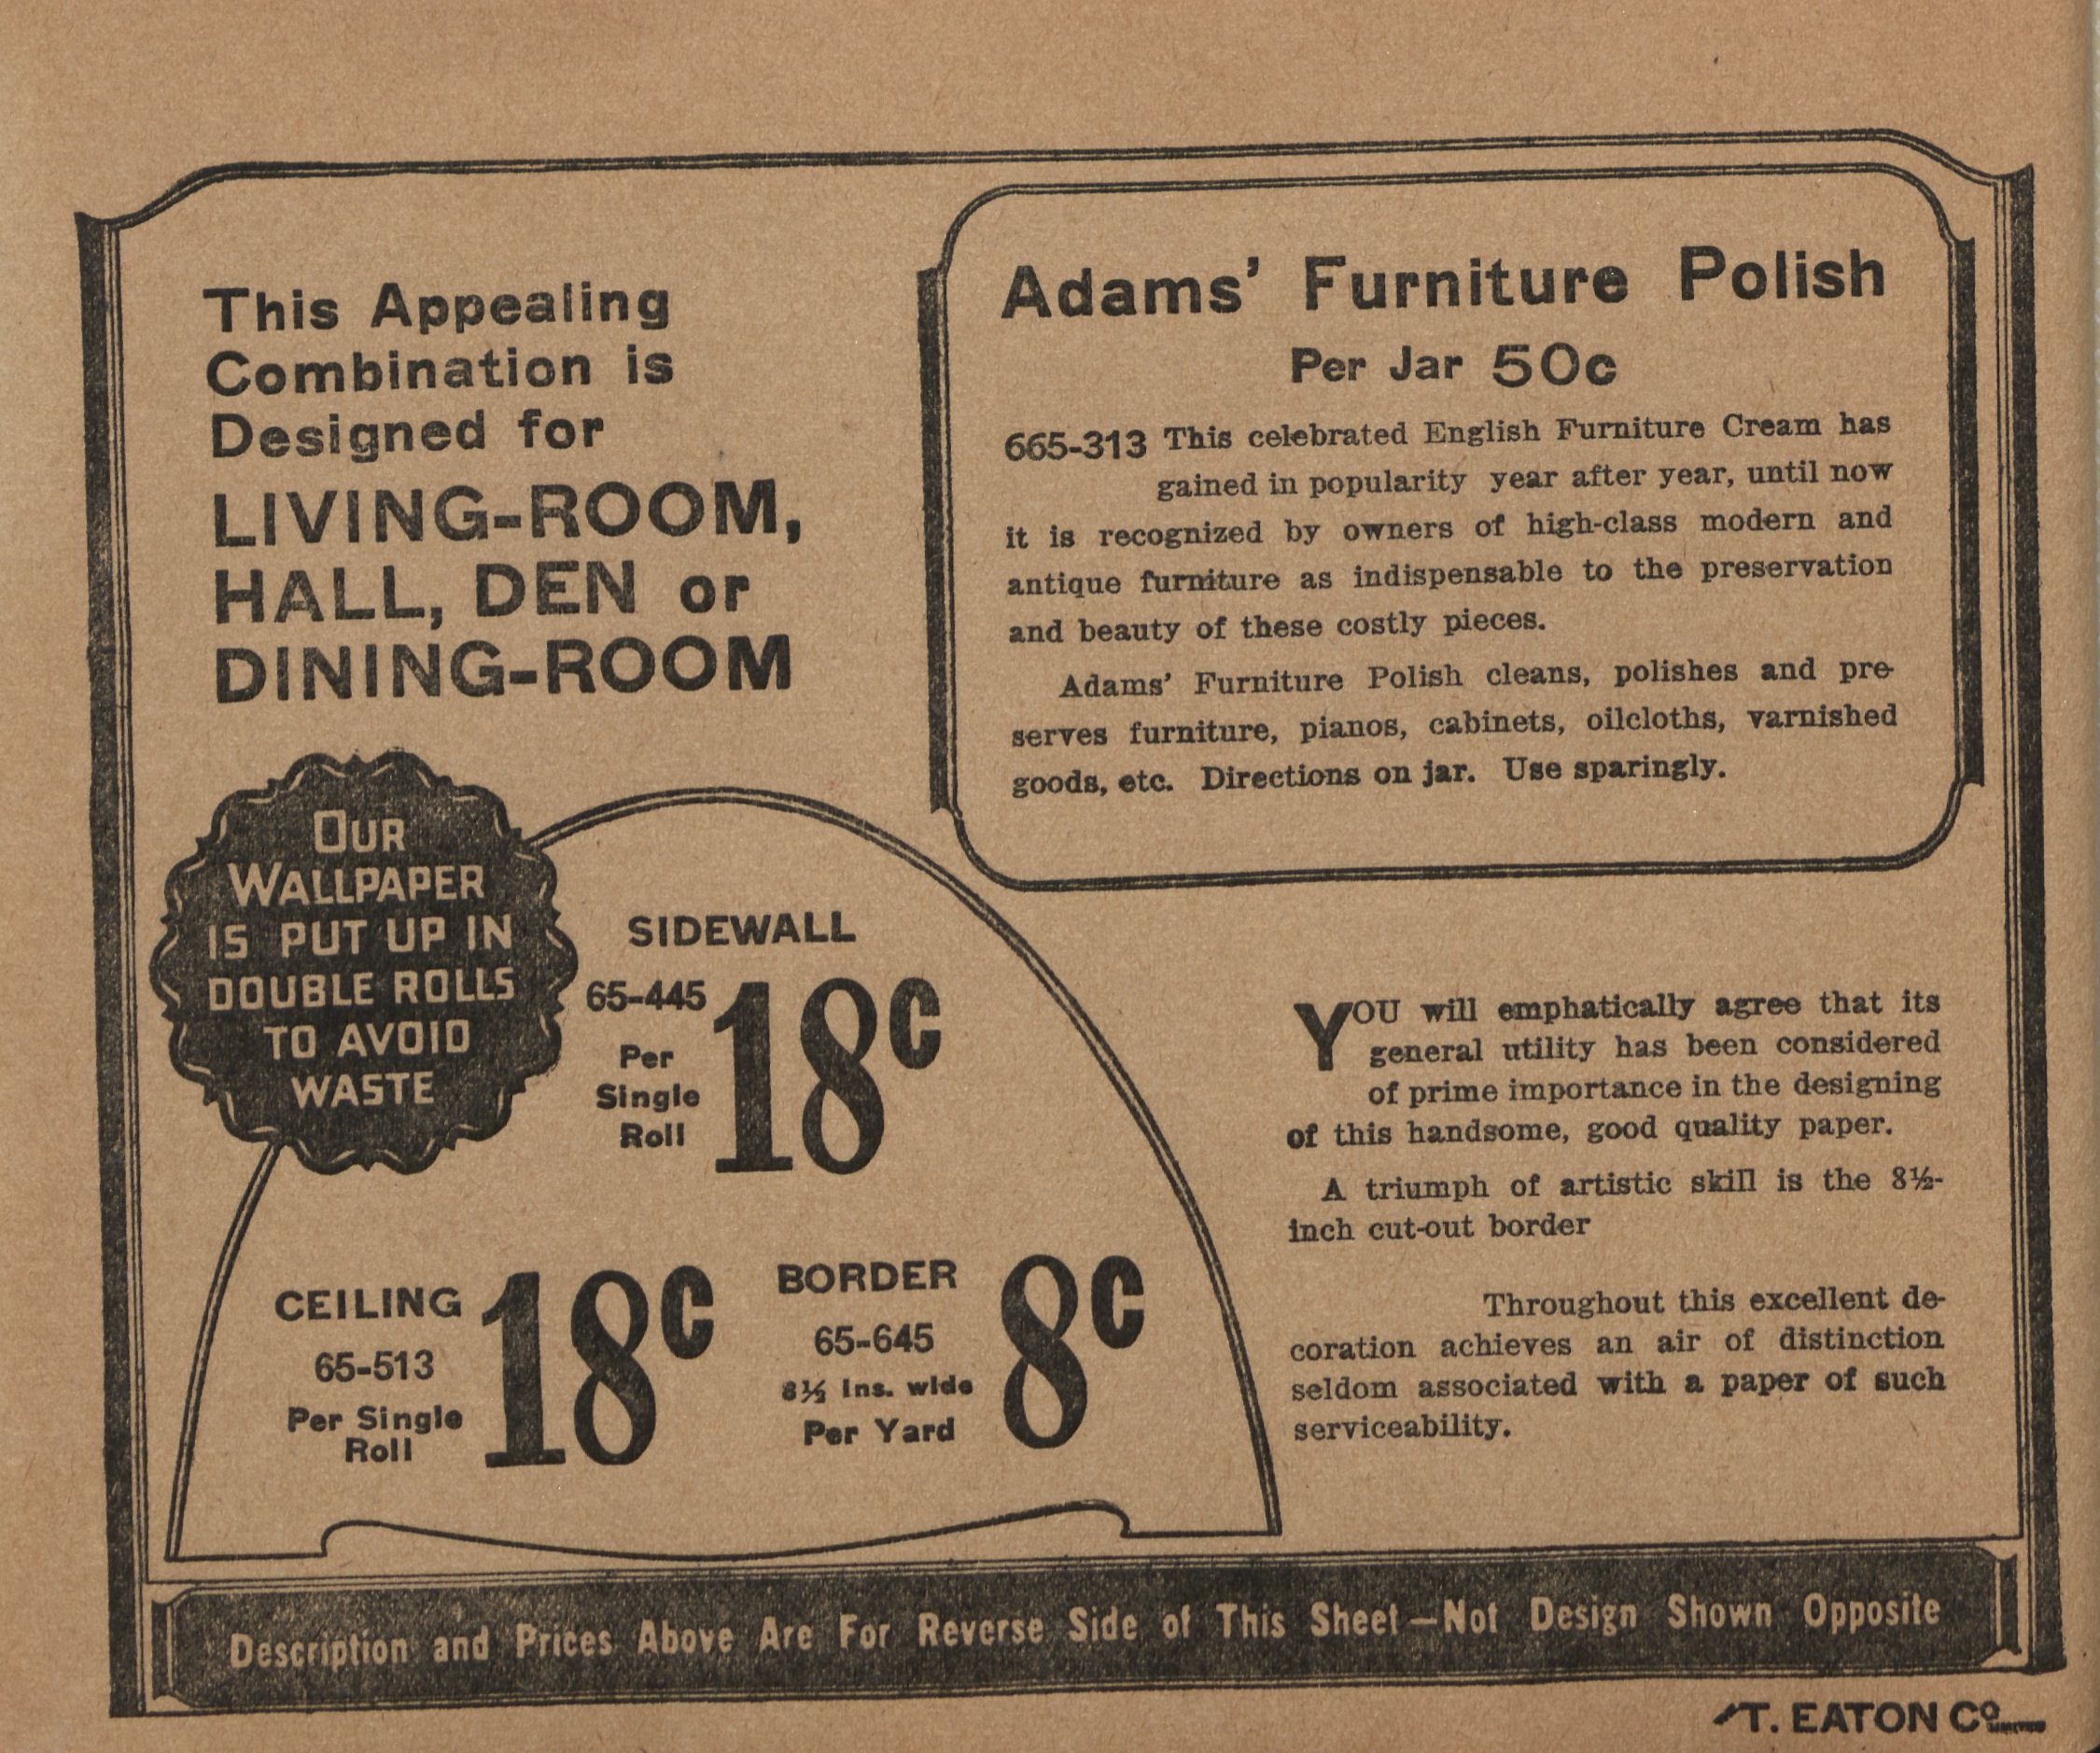 This Appealing
Combination is
Designed for
LIVING-ROOM,
HALL, DEN or
DINING-ROOM
Adams' Furniture Polish
Per Jar 50c
665-313 This celebrated English Furniture Cream has
gained in popularity year after year, until now
it is recognized by owners of high-class modern and
antique furniture as indispensable to the preservation
and beauty of these costly pieces.
Adams' Furniture Polish cleans, polishes and pre-
serves furniture, pianos, cabinets, oilcloths, varnished
goods, etc. Directions on jar. Use sparingly.
OUR
WALLPAPER
IS PUT UP IN
DOUBLE ROLLS
TO AVOID
WASTE
SIDEWALL
65-445
Per
Single
Roll
18c
CEILING
65-513
Per Single
Roll
18c
BORDER
65-645
8½ Ins. wide
Per Yard
8c
YOU will emphatically agree that its
general utility has been considered
of prime importance in the designing
of this handsome, good quality paper.
A triumph of artistic skill is the 8½-
inch cut-out border
Throughout this excellent de-
coration achieves an air of distinction
seldom associated with a paper of such
serviceability.
Description and Prices Above Are For Reverse Side of This Sheet—Not Design Shown Opposite
T. EATON Co LIMITED